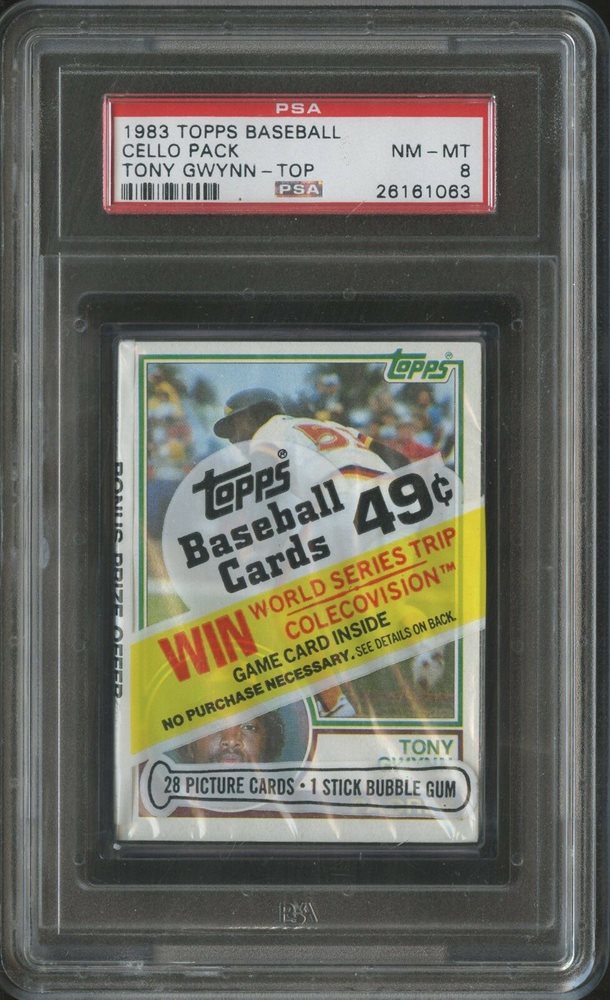 PSA
1983 TOPPS BASEBALL
CELLO PACK NM - MT
TONY GWYNN - TOP 8
PSA 26161063
topps®
5
topps®
Baseball
Cards 49¢
WIN WORLD SERIES TRIP
COLECOVISION™
GAME CARD INSIDE
NO PURCHASE NECESSARY. SEE DETAILS ON BACK.
BONUS PRIZE OFFER
TONY
GWYNN
28 PICTURE CARDS • 1 STICK BUBBLE GUM
PSA